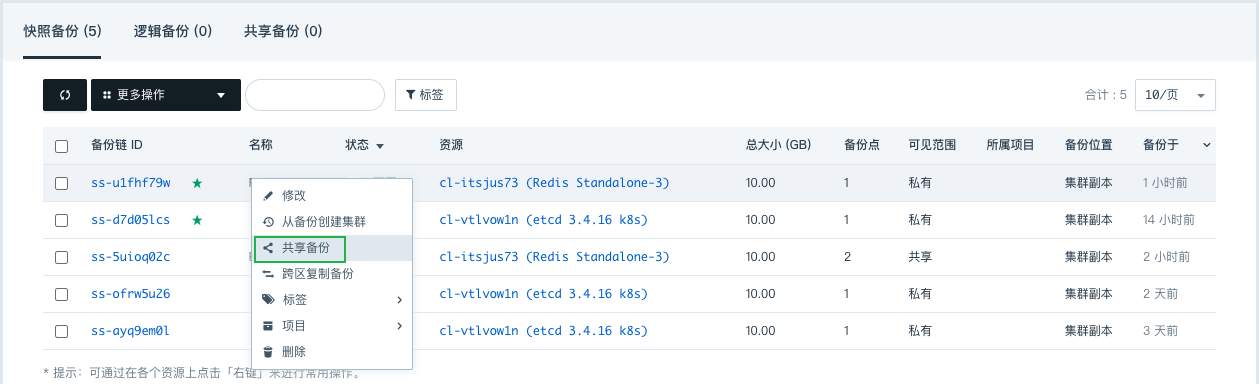 快照备份 (5) 逻辑备份 (0) 共享备份 (0)
更多操作 标签 合计：5 10/页
备份链 ID 名称 状态 资源 总大小 (GB) 备份点 可见范围 所属项目 备份位置 备份于
ss-u1fhf79w cl-itsjus73 (Redis Standalone-3) 10.00 1 私有 集群副本 1 小时前
修改
ss-d7d05lcs 从备份创建集群 cl-vtlvow1n (etcd 3.4.16 k8s) 10.00 1 私有 集群副本 14 小时前
共享备份
ss-5uioq02c cl-itsjus73 (Redis Standalone-3) 10.00 2 共享 集群副本 2 小时前
跨区复制备份
ss-ofrw5u26 标签 cl-vtlvow1n (etcd 3.4.16 k8s) 10.00 1 私有 集群副本 2 天前
ss-ayq9em0l 项目 cl-vtlvow1n (etcd 3.4.16 k8s) 10.00 1 私有 集群副本 3 天前
删除
* 提示：可通过在各个资源上点击「右键」来进行常用操作。